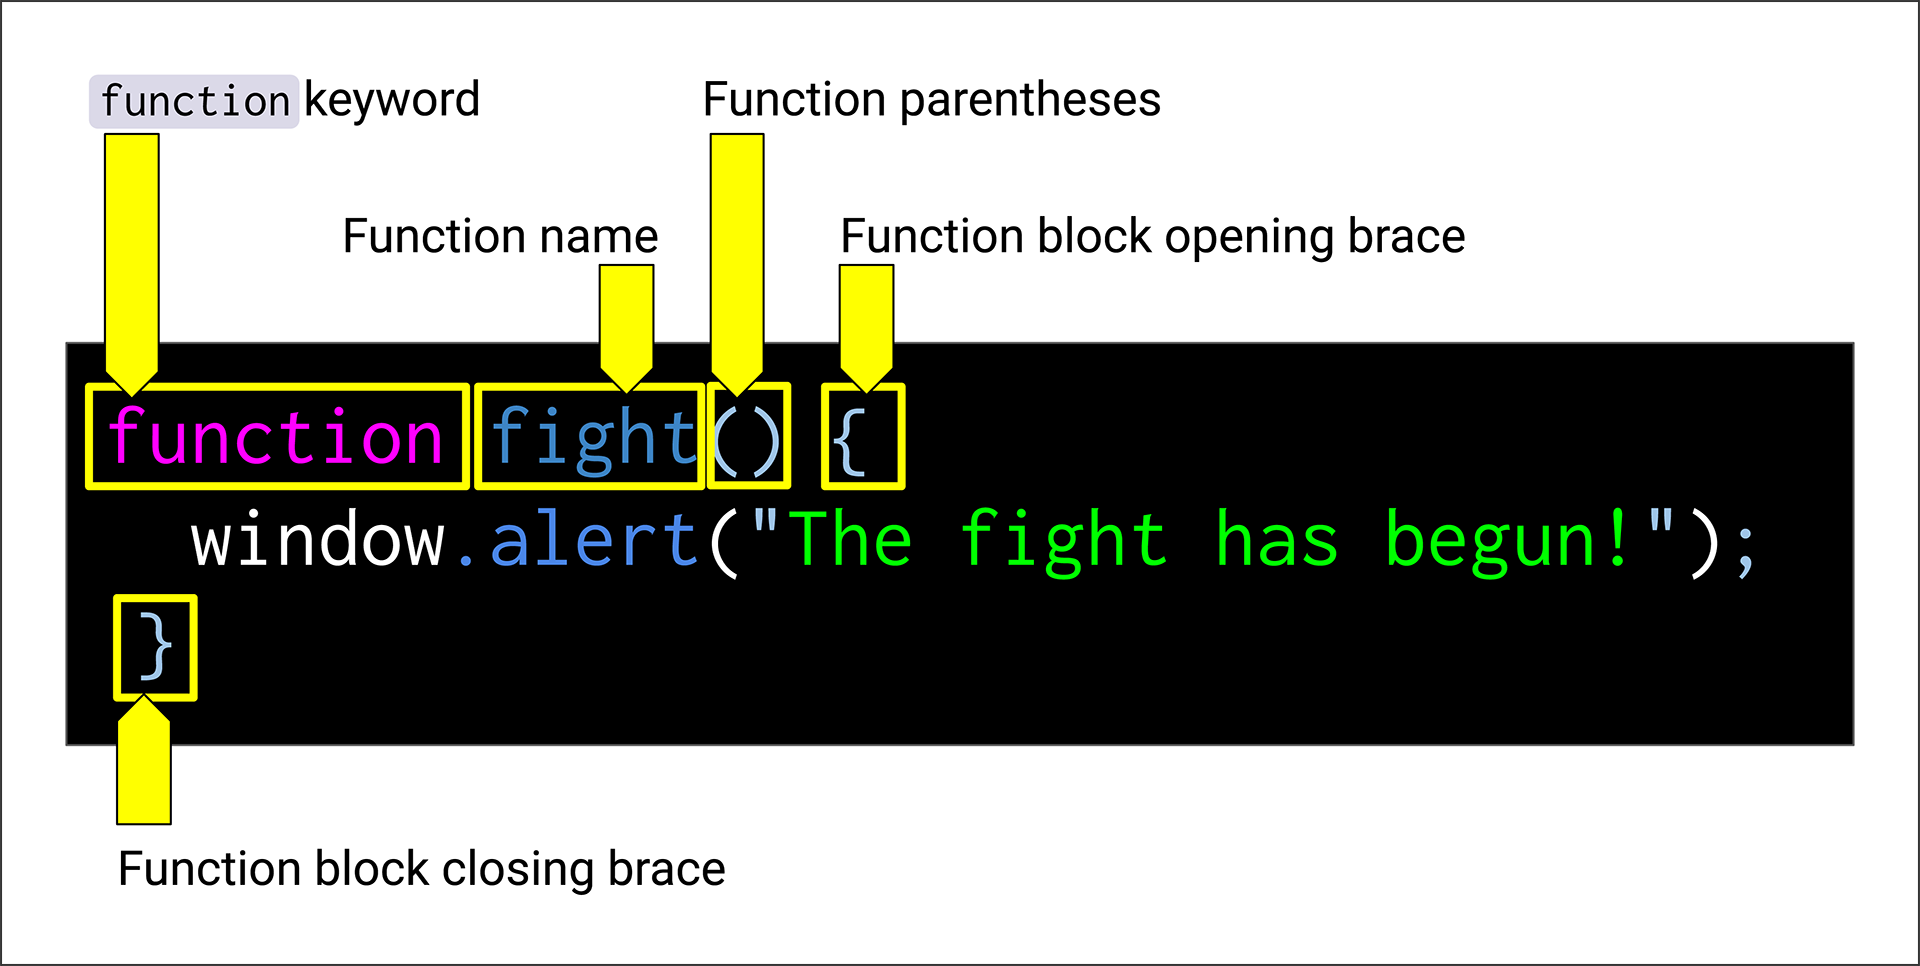 function keyword
Function parentheses
Function name
Function block opening brace
function fight() {
window.alert("The fight has begun!");
}
Function block closing brace